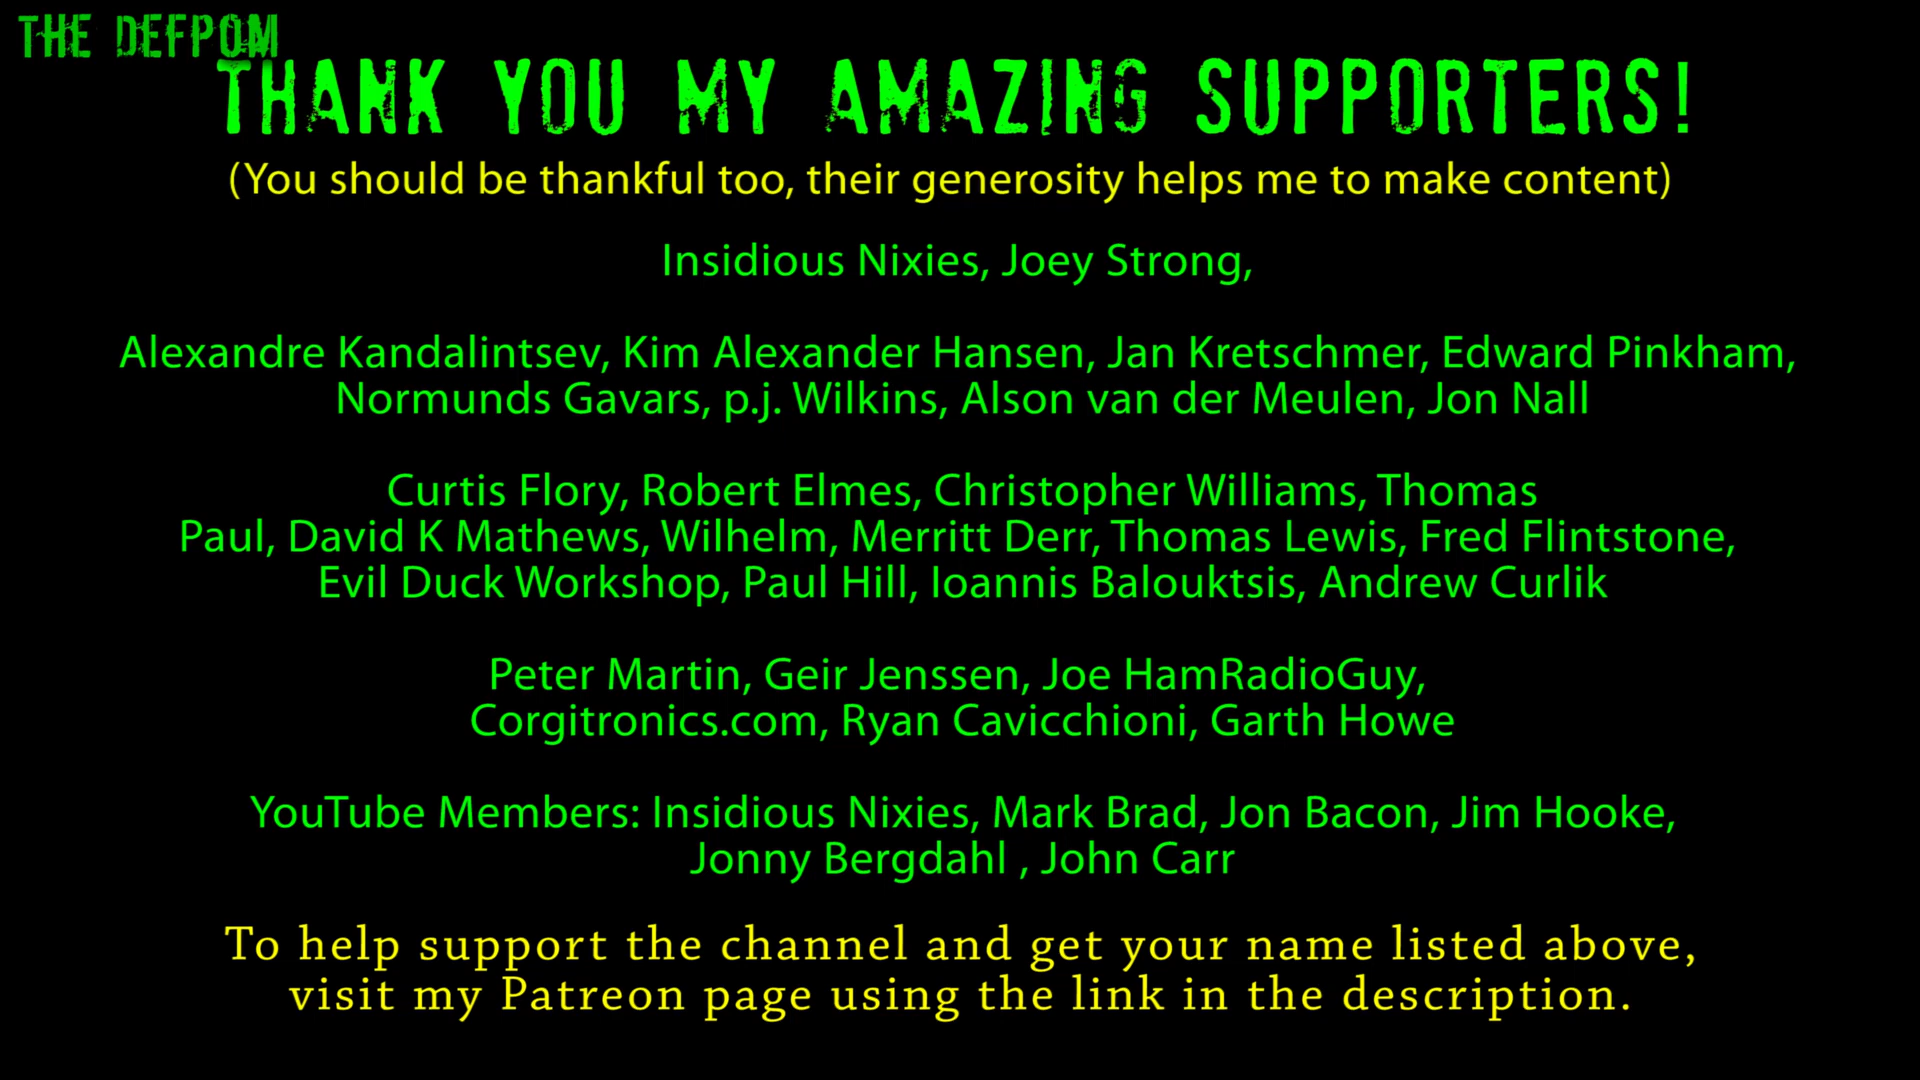 THE DEFPOM
THANK YOU MY AMAZING SUPPORTERS!
(You should be thankful too, their generosity helps me to make content)
Insidious Nixies, Joey Strong,
Alexandre Kandalintsev, Kim Alexander Hansen, Jan Kretschmer, Edward Pinkham,
Normunds Gavars, p.j. Wilkins, Alson van der Meulen, Jon Nall
Curtis Flory, Robert Elmes, Christopher Williams, Thomas
Paul, David K Mathews, Wilhelm, Merritt Derr, Thomas Lewis, Fred Flintstone,
Evil Duck Workshop, Paul Hill, Ioannis Balouktsis, Andrew Curlik
Peter Martin, Geir Jenssen, Joe HamRadioGuy,
Corgitronics.com, Ryan Cavicchioni, Garth Howe
YouTube Members: Insidious Nixies, Mark Brad, Jon Bacon, Jim Hooke,
Jonny Bergdahl , John Carr
To help support the channel and get your name listed above,
visit my Patreon page using the link in the description.